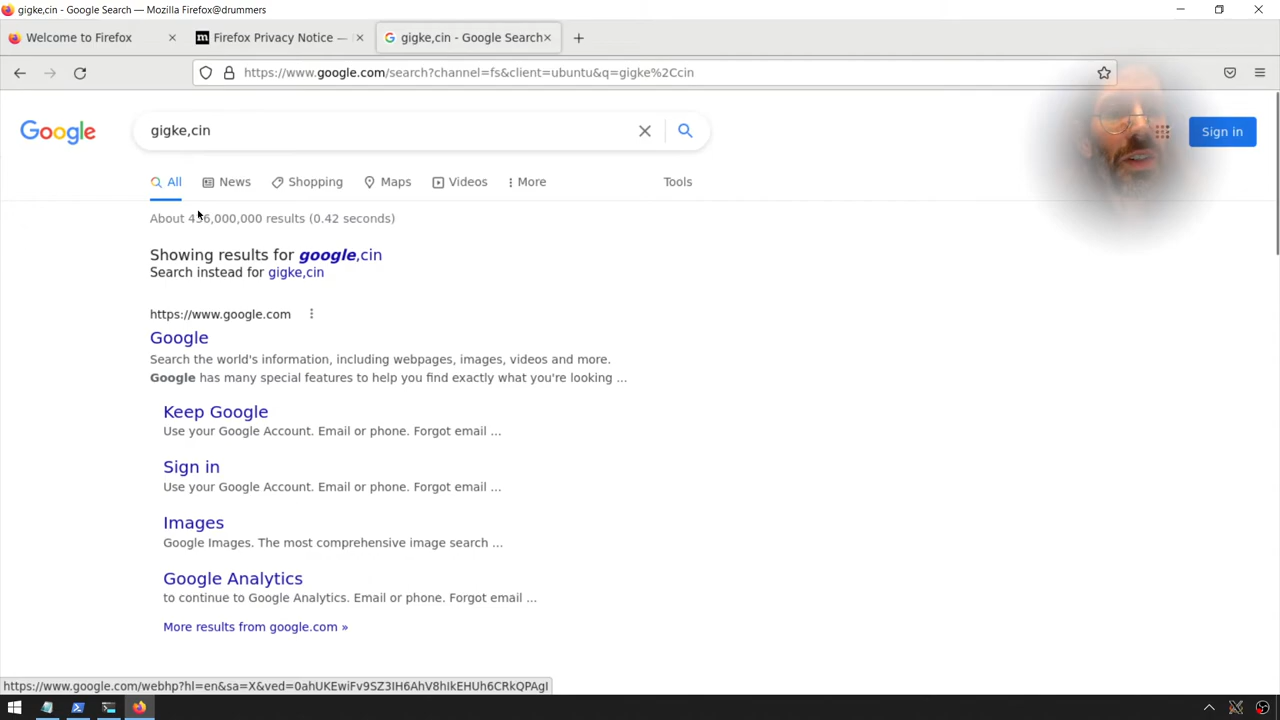 gigke,cin - Google Search — Mozilla Firefox@drummers
Welcome to Firefox
Firefox Privacy Notice —
gigke,cin - Google Search
https://www.google.com/search?channel=fs&client=ubuntu&q=gigke%2Ccin
Google
gigke,cin
Sign in
All
News
Shopping
Maps
Videos
More
Tools
About 436,000,000 results (0.42 seconds)
Showing results for google,cin
Search instead for gigke,cin
https://www.google.com
Google
Search the world's information, including webpages, images, videos and more.
Google has many special features to help you find exactly what you're looking ...
Keep Google
Use your Google Account. Email or phone. Forgot email ...
Sign in
Use your Google Account. Email or phone. Forgot email ...
Images
Google Images. The most comprehensive image search ...
Google Analytics
to continue to Google Analytics. Email or phone. Forgot email ...
More results from google.com »
https://www.google.com/webhp?hl=en&sa=X&ved=0ahUKEwiFv9SZ3IH6AhV8hIkEHUh6CRkQPAgI